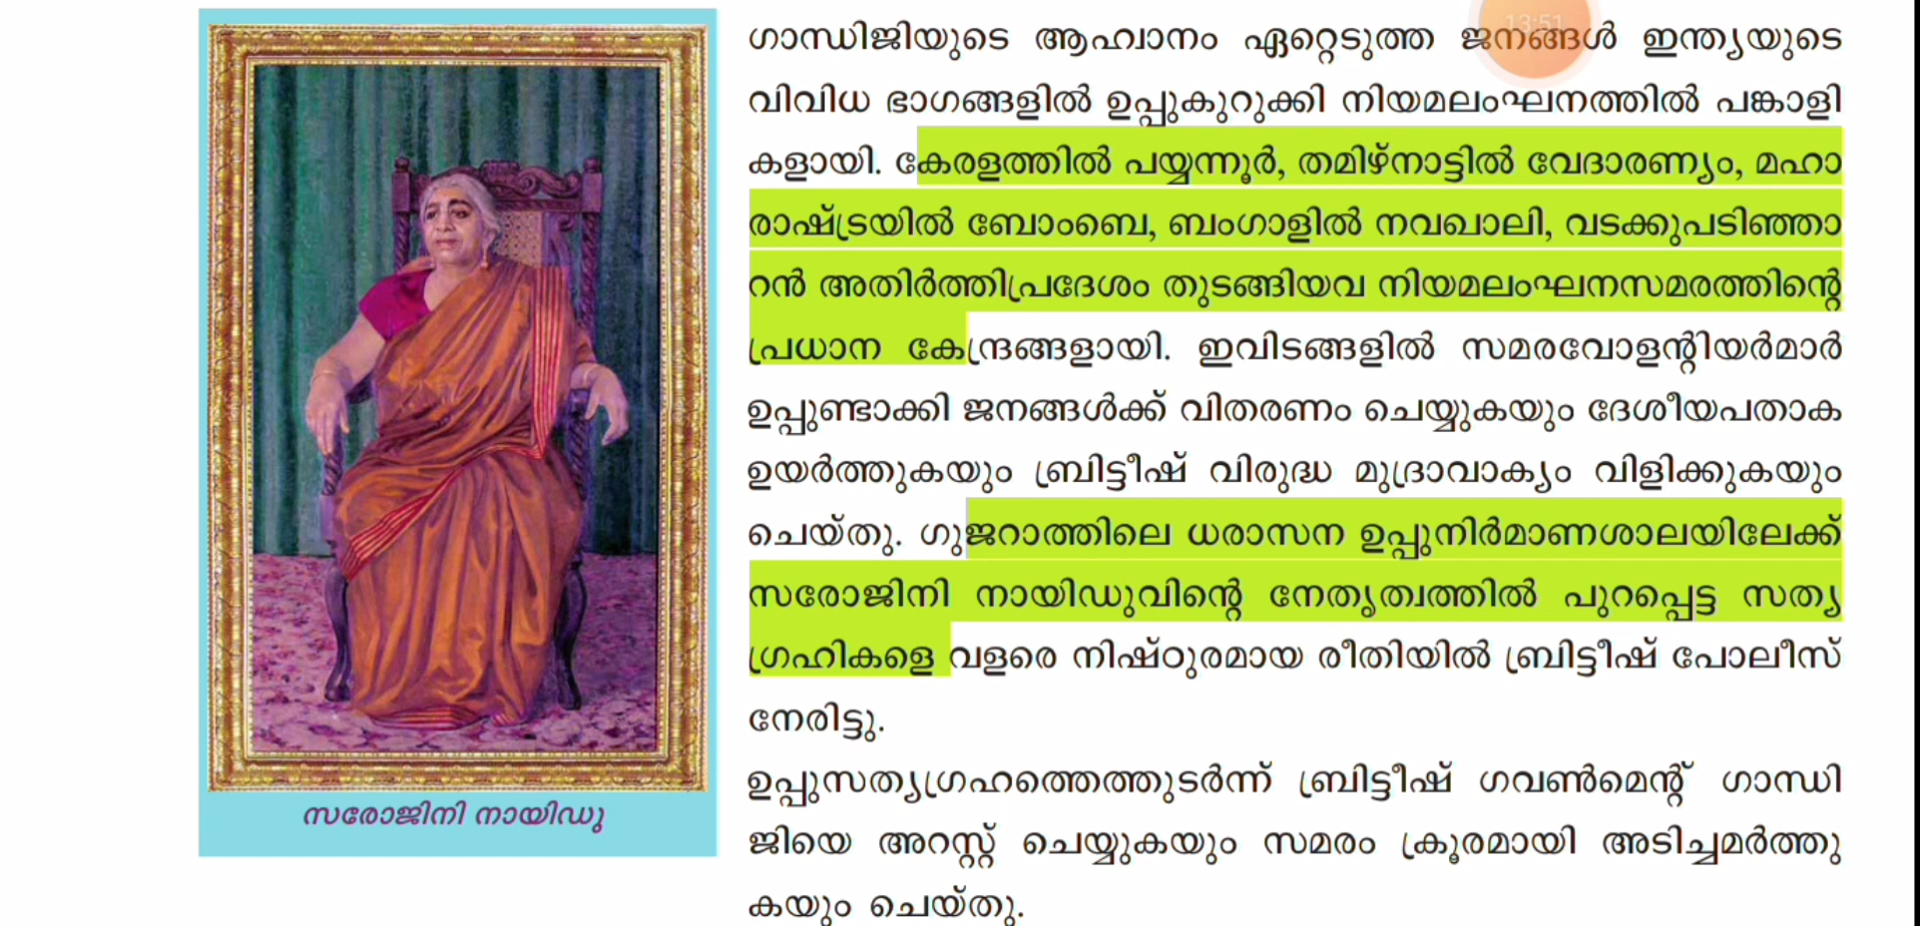 13:51
ഗാന്ധിജിയുടെ ആഹ്വാനം ഏറ്റെടുത്ത ജനങ്ങൾ ഇന്ത്യയുടെ
വിവിധ ഭാഗങ്ങളിൽ ഉപ്പുകുറുക്കി നിയമലംഘനത്തിൽ പങ്കാളി
കളായി. കേരളത്തിൽ പയ്യന്നൂർ, തമിഴ്നാട്ടിൽ വേദാരണ്യം, മഹാ
രാഷ്ട്രയിൽ ബോംബെ, ബംഗാളിൽ നവഖാലി, വടക്കുപടിഞ്ഞാ
റൻ അതിർത്തിപ്രദേശം തുടങ്ങിയവ നിയമലംഘനസമരത്തിന്റെ
പ്രധാന കേന്ദ്രങ്ങളായി. ഇവിടങ്ങളിൽ സമരവോളന്റിയർമാർ
ഉപ്പുണ്ടാക്കി ജനങ്ങൾക്ക് വിതരണം ചെയ്യുകയും ദേശീയപതാക
ഉയർത്തുകയും ബ്രിട്ടീഷ് വിരുദ്ധ മുദ്രാവാക്യം വിളിക്കുകയും
ചെയ്തു. ഗുജറാത്തിലെ ധരാസന ഉപ്പുനിർമാണശാലയിലേക്ക്
സരോജിനി നായിഡുവിന്റെ നേതൃത്വത്തിൽ പുറപ്പെട്ട സത്യ
ഗ്രഹികളെ വളരെ നിഷ്ഠുരമായ രീതിയിൽ ബ്രിട്ടീഷ് പോലീസ്
നേരിട്ടു.
ഉപ്പുസത്യഗ്രഹത്തെത്തുടർന്ന് ബ്രിട്ടീഷ് ഗവൺമെന്റ് ഗാന്ധി
ജിയെ അറസ്റ്റ് ചെയ്യുകയും സമരം ക്രൂരമായി അടിച്ചമർത്തു
കയും ചെയ്തു.
സരോജിനി നായിഡു